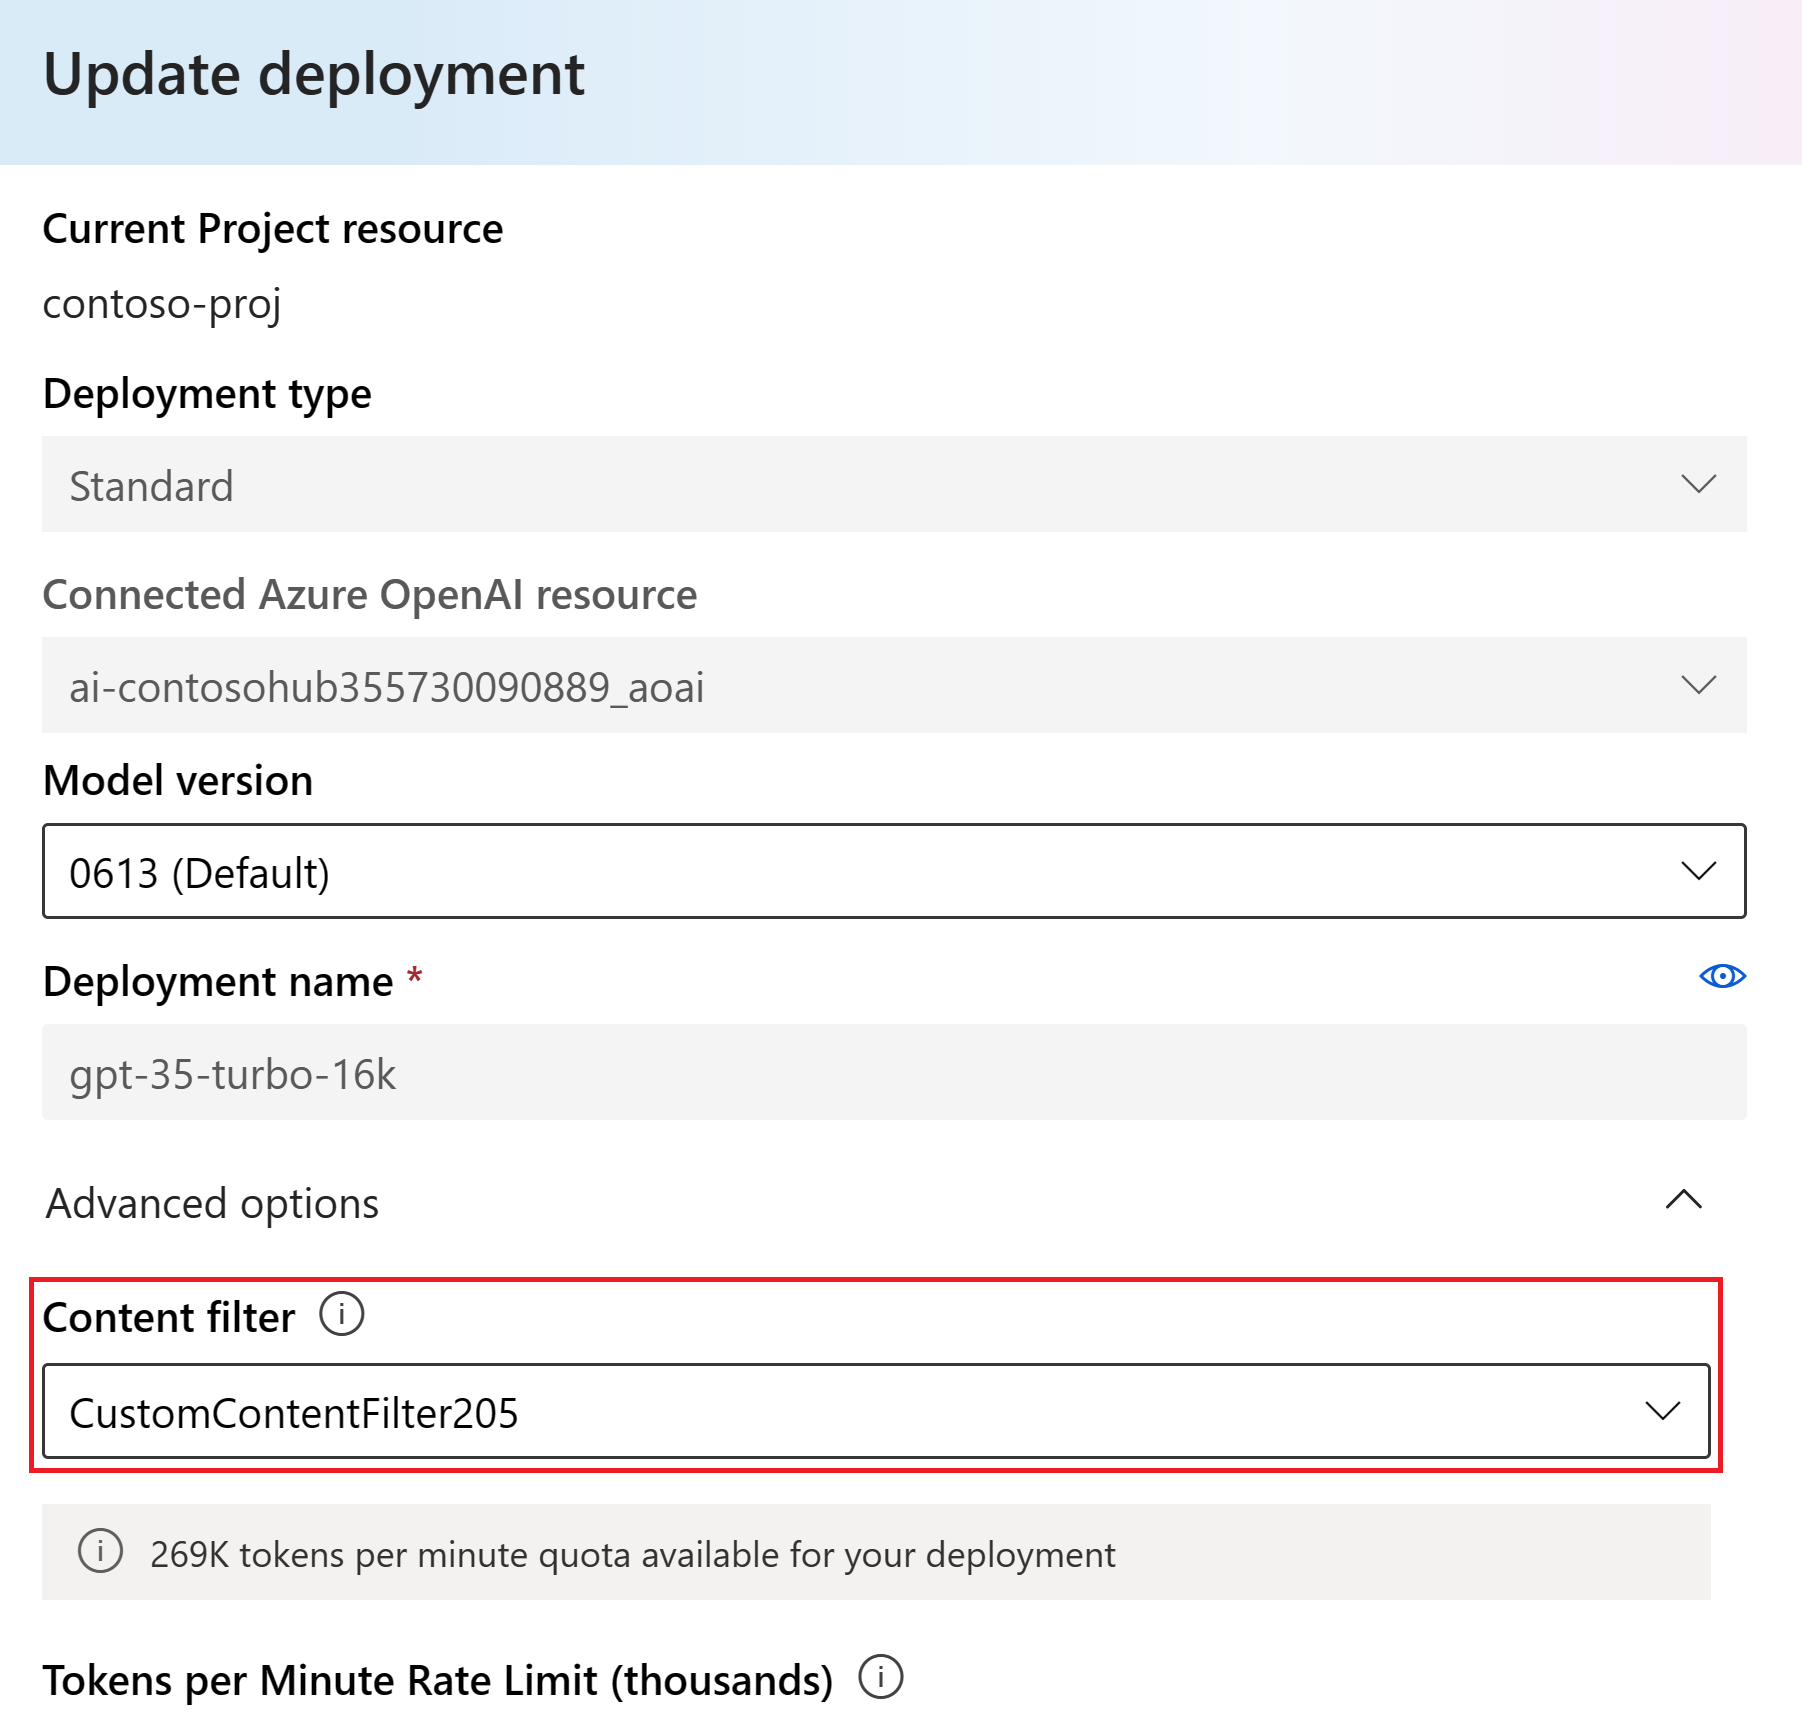 Update deployment
Current Project resource
contoso-proj
Deployment type
Standard
Connected Azure OpenAI resource
ai-contosohub355730090889_aoai
Model version
0613 (Default)
Deployment name *
gpt-35-turbo-16k
Advanced options
Content filter
CustomContentFilter205
269K tokens per minute quota available for your deployment
Tokens per Minute Rate Limit (thousands)